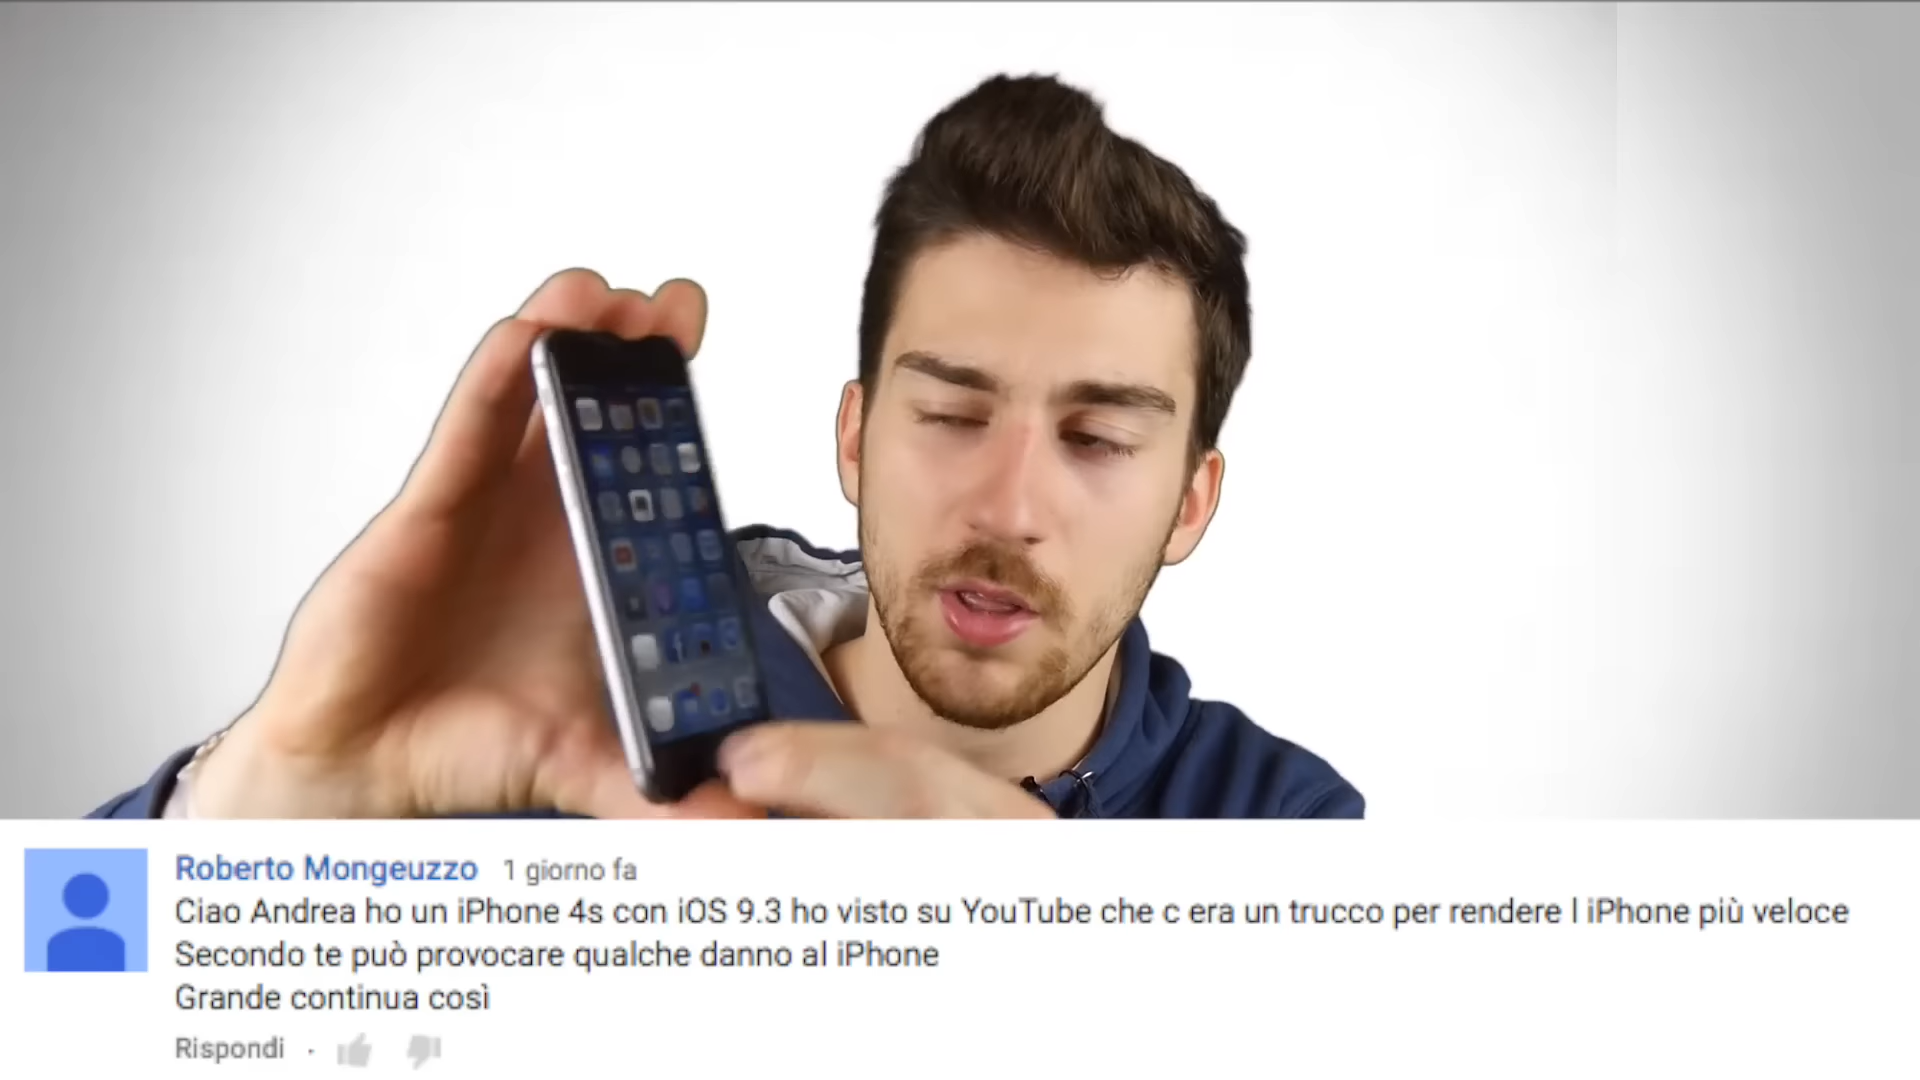 Roberto Mongeuzzo 1 giorno fa
Ciao Andrea ho un iPhone 4s con iOS 9.3 ho visto su YouTube che c era un trucco per rendere l iPhone più veloce
Secondo te può provocare qualche danno al iPhone
Grande continua così
Rispondi ·